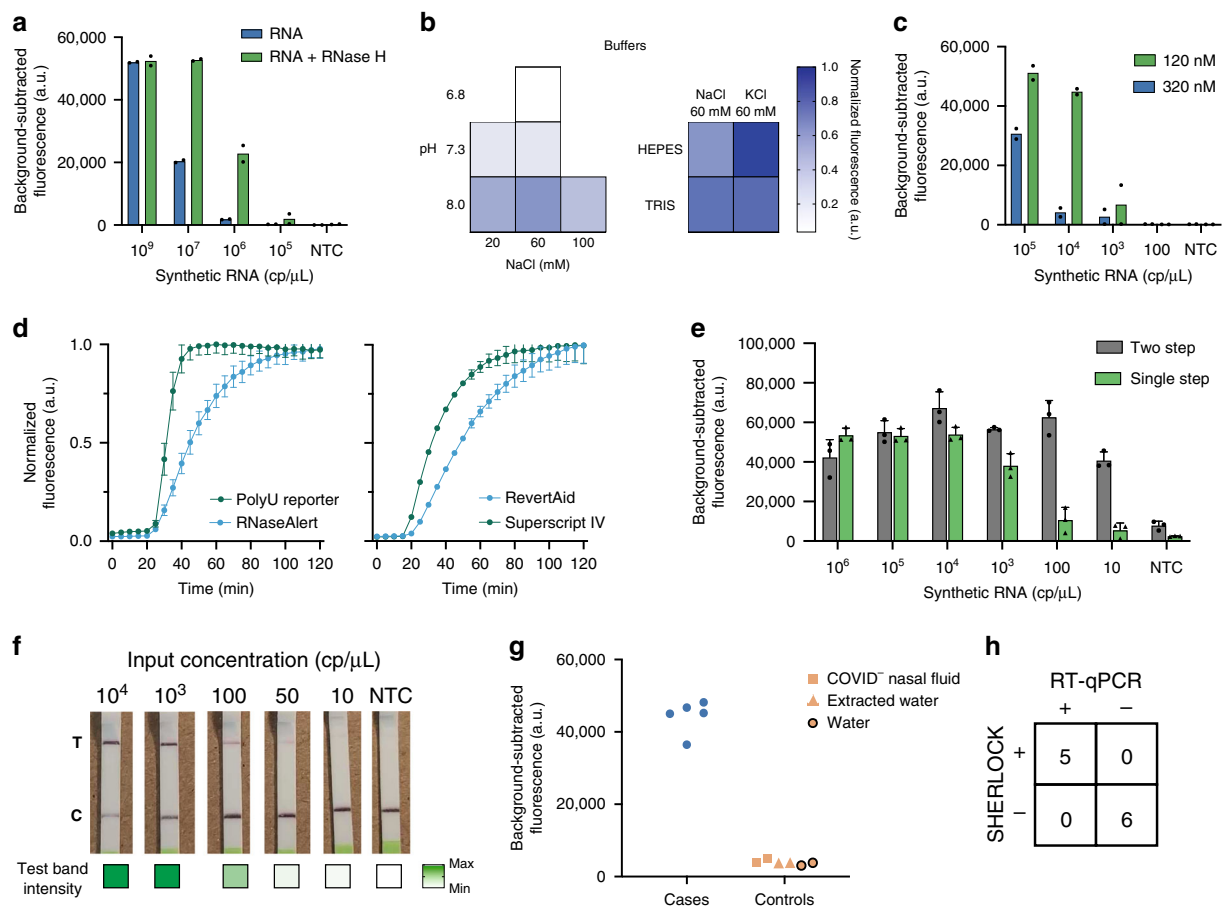 a
60,000
40,000
20,000
0
Background-subtracted
fluorescence (a.u.)
RNA
RNA + RNase H
10⁹ 10⁷ 10⁶ 10⁵ NTC
Synthetic RNA (cp/μL)
b
Buffers
6.8
pH 7.3
8.0
20 60 100
NaCl (mM)
NaCl KCl
60 mM 60 mM
HEPES
TRIS
1.0
0.8
0.6
0.4
0.2
0
Normalized fluorescence (a.u.)
c
60,000
40,000
20,000
0
Background-subtracted
fluorescence (a.u.)
120 nM
320 nM
10⁵ 10⁴ 10³ 100 NTC
Synthetic RNA (cp/μL)
d
1.0
0.5
0.0
Normalized
fluorescence (a.u.)
PolyU reporter
RNaseAlert
0 20 40 60 80 100 120
Time (min)
RevertAid
Superscript IV
0 20 40 60 80 100 120
Time (min)
e
100,000
80,000
60,000
40,000
20,000
0
Background-subtracted
fluorescence (a.u.)
Two step
Single step
10⁶ 10⁵ 10⁴ 10³ 100 10 NTC
Synthetic RNA (cp/μL)
f
Input concentration (cp/μL)
10⁴ 10³ 100 50 10 NTC
T
C
Test band
intensity
Max
Min
g
60,000
40,000
20,000
0
Background-subtracted
fluorescence (a.u.)
COVID⁻ nasal fluid
Extracted water
Water
Cases Controls
h
RT-qPCR
+ −
SHERLOCK
+ 5 0
− 0 6